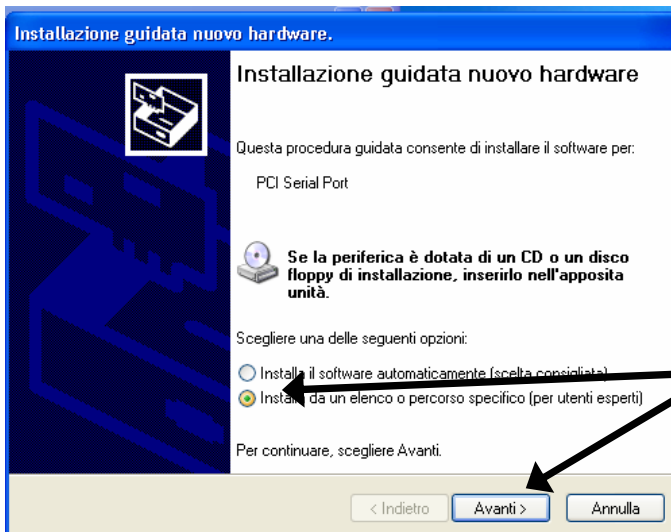 Installazione guidata nuovo hardware.
Installazione guidata nuovo hardware
Questa procedura guidata consente di installare il software per:
PCI Serial Port
Se la periferica è dotata di un CD o un disco
floppy di installazione, inserirlo nell'apposita
unità.
Scegliere una delle seguenti opzioni:
Installa il software automaticamente (scelta consigliata)
Installa da un elenco o percorso specifico (per utenti esperti)
Per continuare, scegliere Avanti.
< Indietro
Avanti >
Annulla